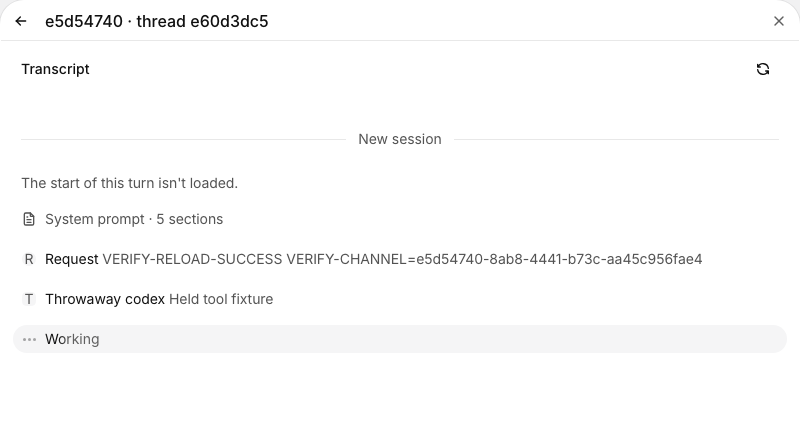 e5d54740 · thread e60d3dc5
Transcript
New session
The start of this turn isn't loaded.
System prompt · 5 sections
R Request VERIFY-RELOAD-SUCCESS VERIFY-CHANNEL=e5d54740-8ab8-4441-b73c-aa45c956fae4
T Throwaway codex Held tool fixture
Working